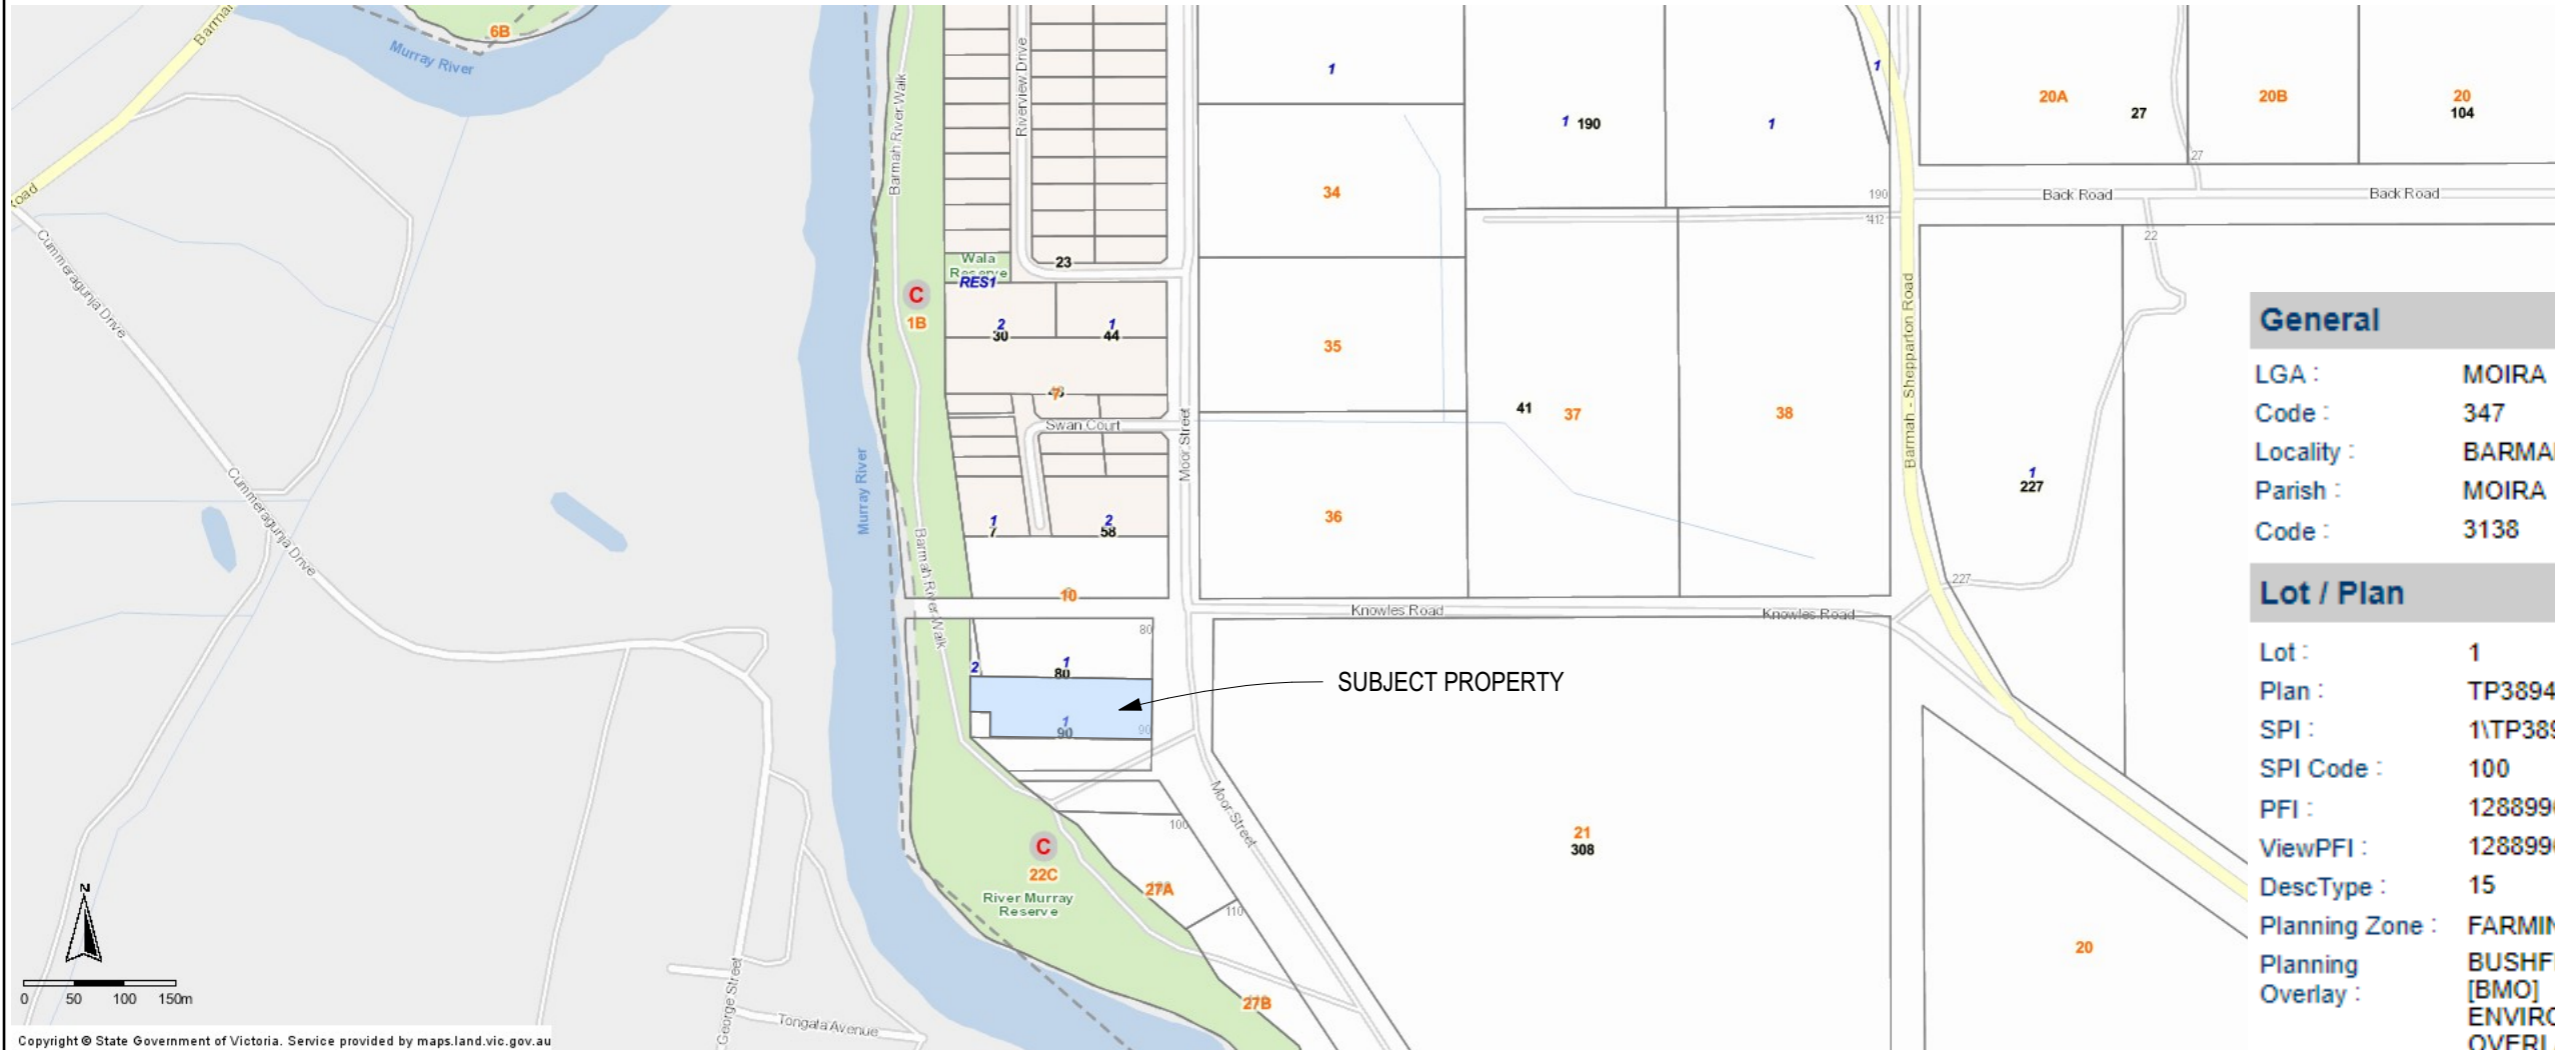 6B
Murray River
Barmah River Walk
Riverview Drive
1
1
20A
20B
20
27
104
1 190
1
27
34
190
412
Back Road
Back Road
22
Cummeragunja Drive
23
Wala
Reserve
RES1
C
1B
2
30
1
44
35
Barmah - Shepparton Road
General
LGA : MOIRA
Code : 347
Locality :
Parish : MOIRA
Code : 3138
7
Swan Court
Moor Street
41 37
38
1
227
Murray River
Cummeragunja Drive
1
7
2
58
36
Barmah River Walk
227
10
Knowles Road
Knowles Road
80
2
1
80
SUBJECT PROPERTY
1
90
90
Lot / Plan
Lot : 1
Plan : TP3894
SPI : 1\TP389
SPI Code : 100
PFI : 128899
ViewPFI : 128899
DescType : 15
Planning Zone :
Planning
Overlay :
[BMO]
Moor Street
100
21
308
C
22C
River Murray
Reserve
27A
110
20
27B
N
0 50 100 150m
George Street
Tongala Avenue
Copyright © State Government of Victoria. Service provided by maps.land.vic.gov.au